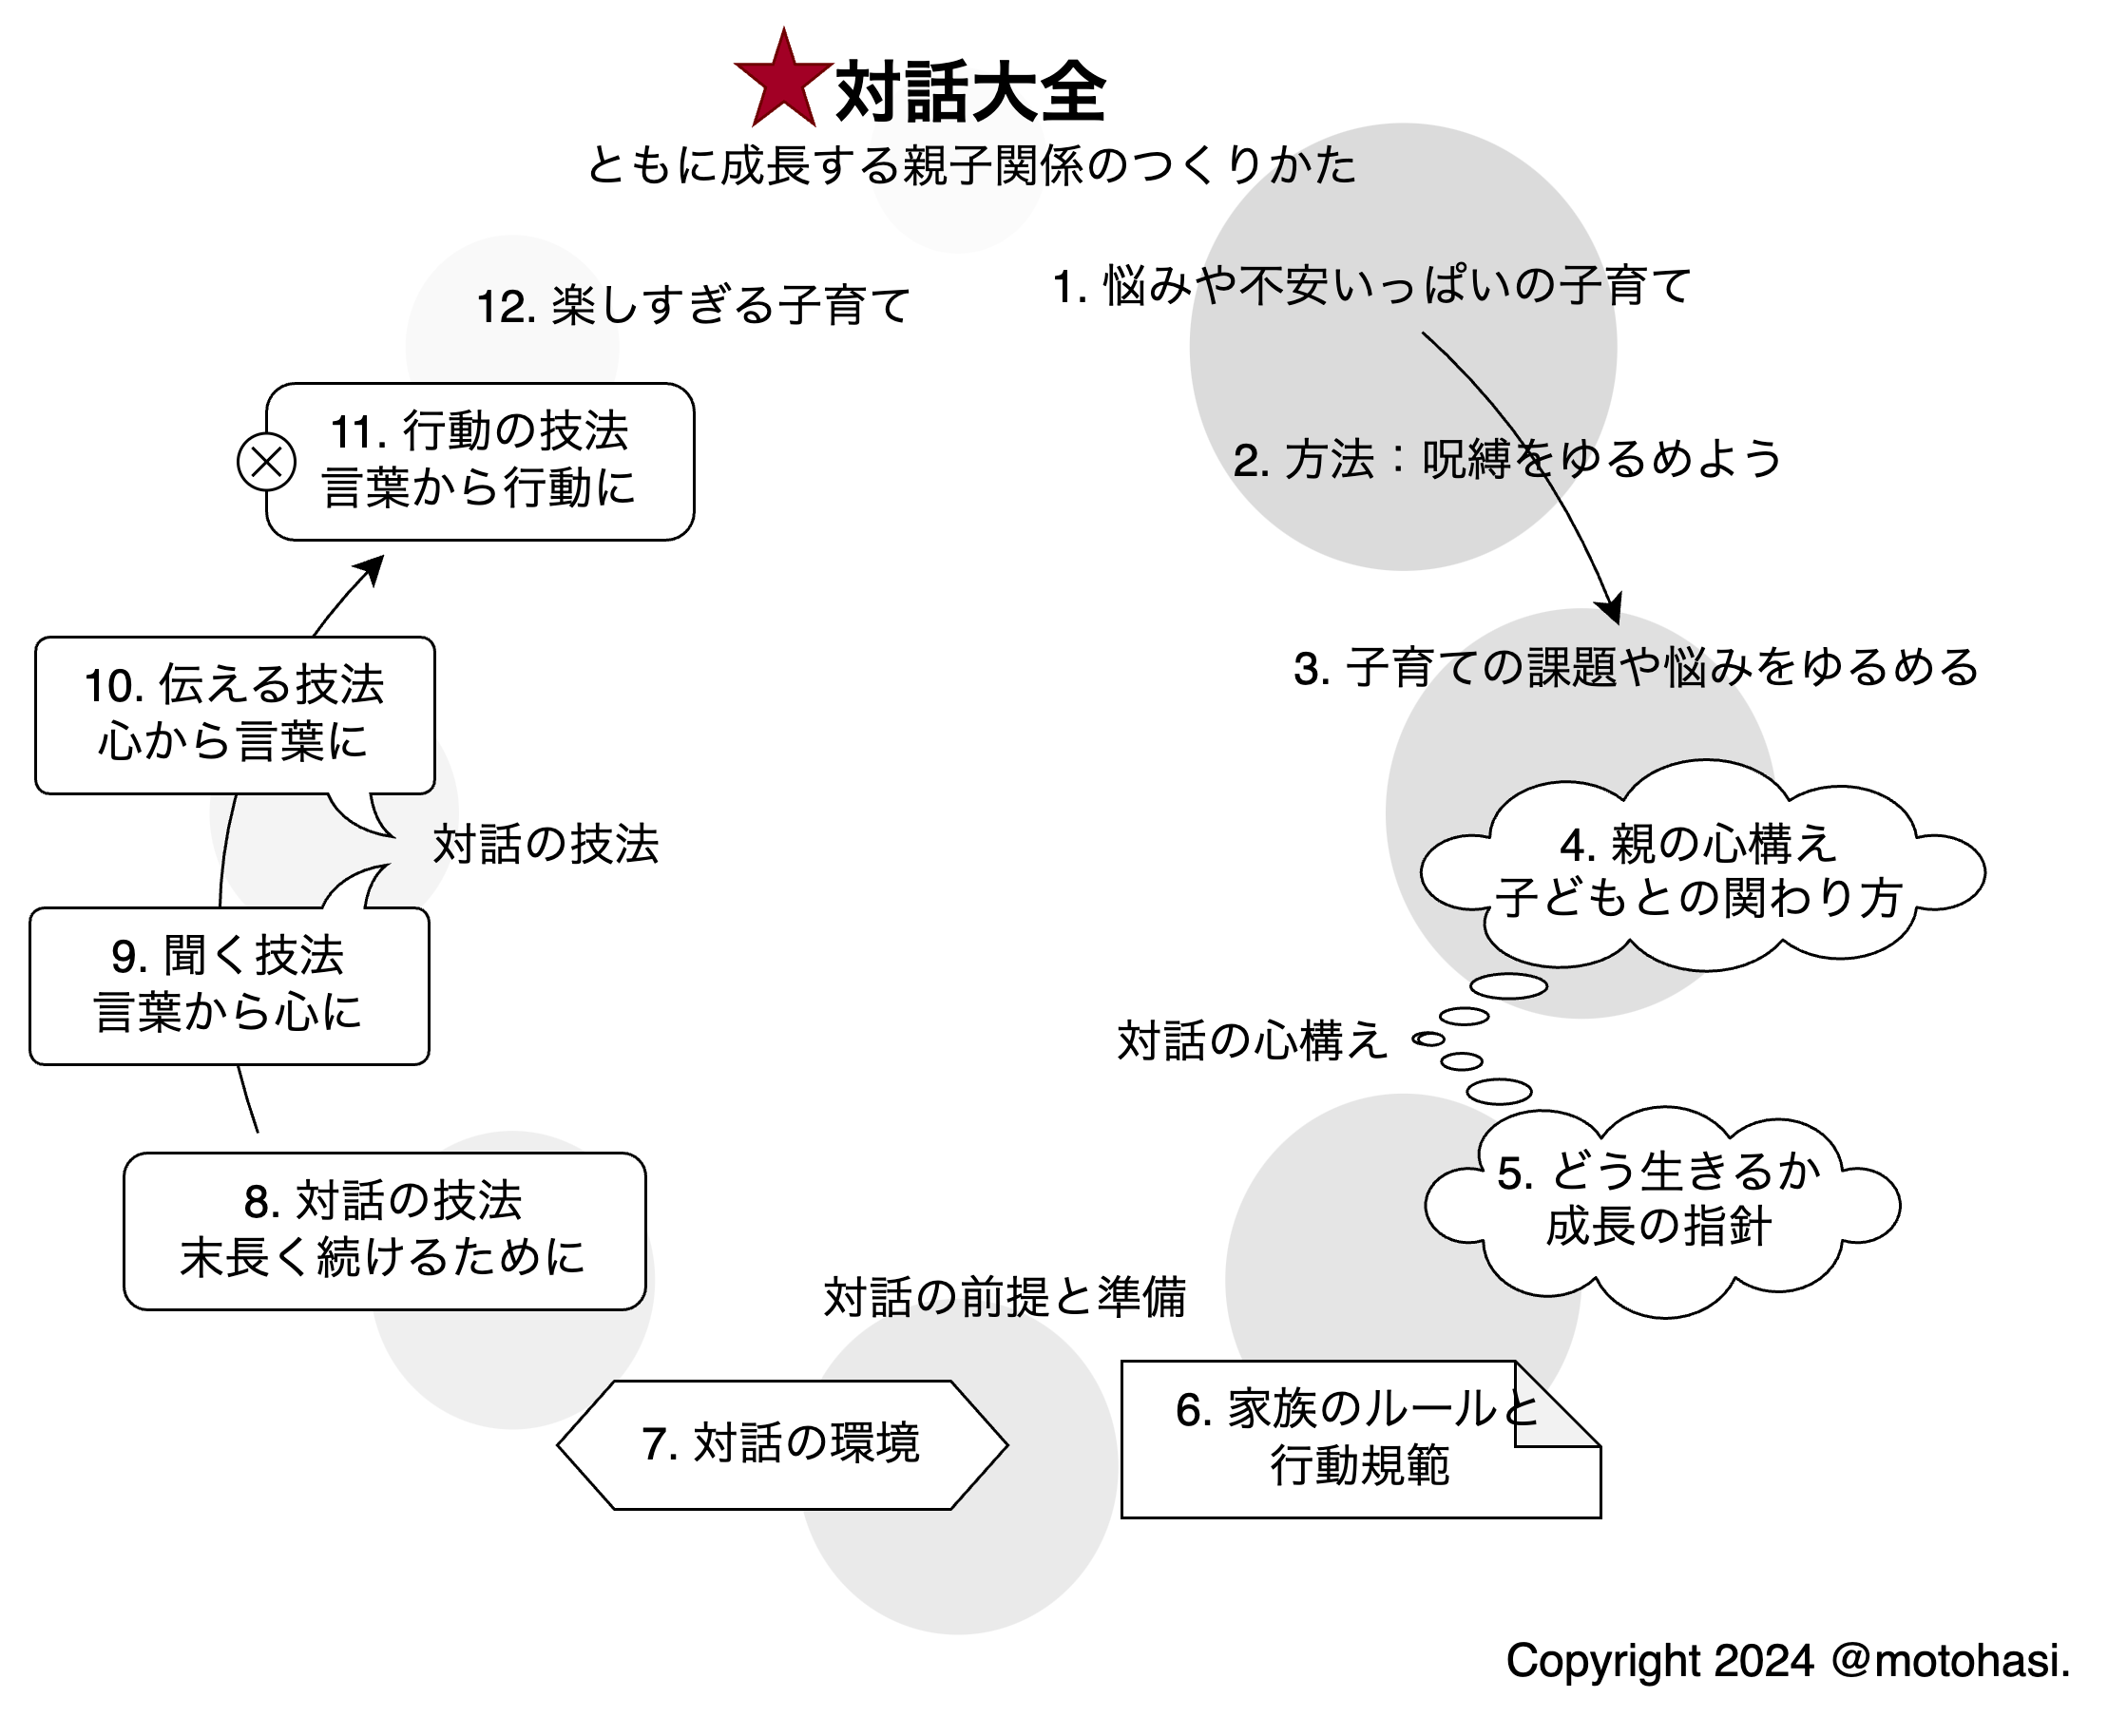 対話大全
ともに成長する親子関係のつくりかた
1. 悩みや不安いっぱいの子育て
2. 方法：呪縛をゆるめよう
3. 子育ての課題や悩みをゆるめる
4. 親の心構え
子どもとの関わり方
対話の心構え
5. どう生きるか
成長の指針
対話の前提と準備
6. 家族のルールと
行動規範
7. 対話の環境
8. 対話の技法
末長く続けるために
9. 聞く技法
言葉から心に
対話の技法
10. 伝える技法
心から言葉に
11. 行動の技法
言葉から行動に
12. 楽しすぎる子育て
Copyright 2024 @motohasi.